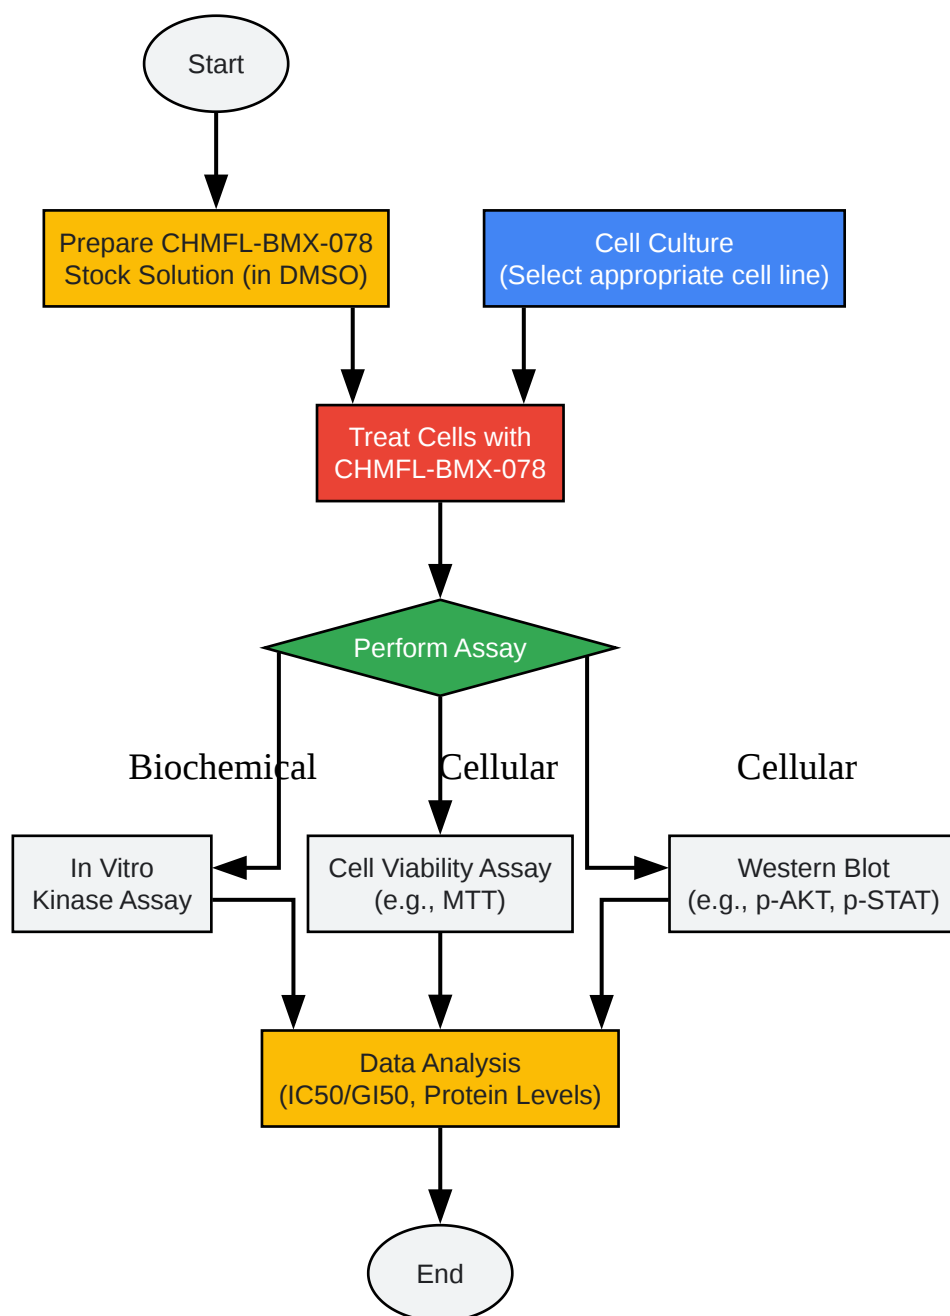 Start
Prepare CHMFL-BMX-078
Stock Solution (in DMSO)
Cell Culture
(Select appropriate cell line)
Treat Cells with
CHMFL-BMX-078
Perform Assay
Biochemical
Cellular
Cellular
In Vitro
Kinase Assay
Cell Viability Assay
(e.g., MTT)
Western Blot
(e.g., p-AKT, p-STAT)
Data Analysis
(IC50/GI50, Protein Levels)
End